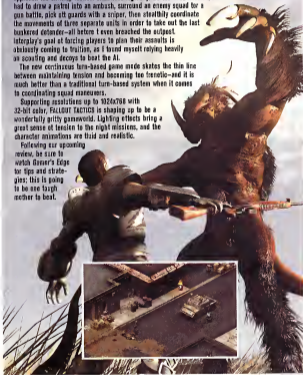 had to draw a patrol into an ambush, surround an enemy squad for a
gun battle, pick off guards with a sniper, then stealthily coordinate
the movements of three separate units in order to take out the last
bunkered defender—all before I even breached the outpost.
Interplay's goal of forcing players to plan their assaults is
obviously coming to fruition, as I found myself relying heavily
on scouting and decoys to beat the AI.
The new continuous turn-based game mode skates the thin line
between maintaining tension and becoming too frenetic—and it is
much better than a traditional turn-based system when it comes
to coordinating squad maneuvers.
Supporting resolutions up to 1024x768 with
32-bit color, FALLOUT TACTICS is shaping up to be a
wonderfully gritty gameworld. Lighting effects bring a
great sense of tension to the night missions, and the
character animations are fluid and realistic.
Following our upcoming
review, be sure to
watch Gamer's Edge
for tips and strate-
gies; this is going
to be one tough
mother to beat.